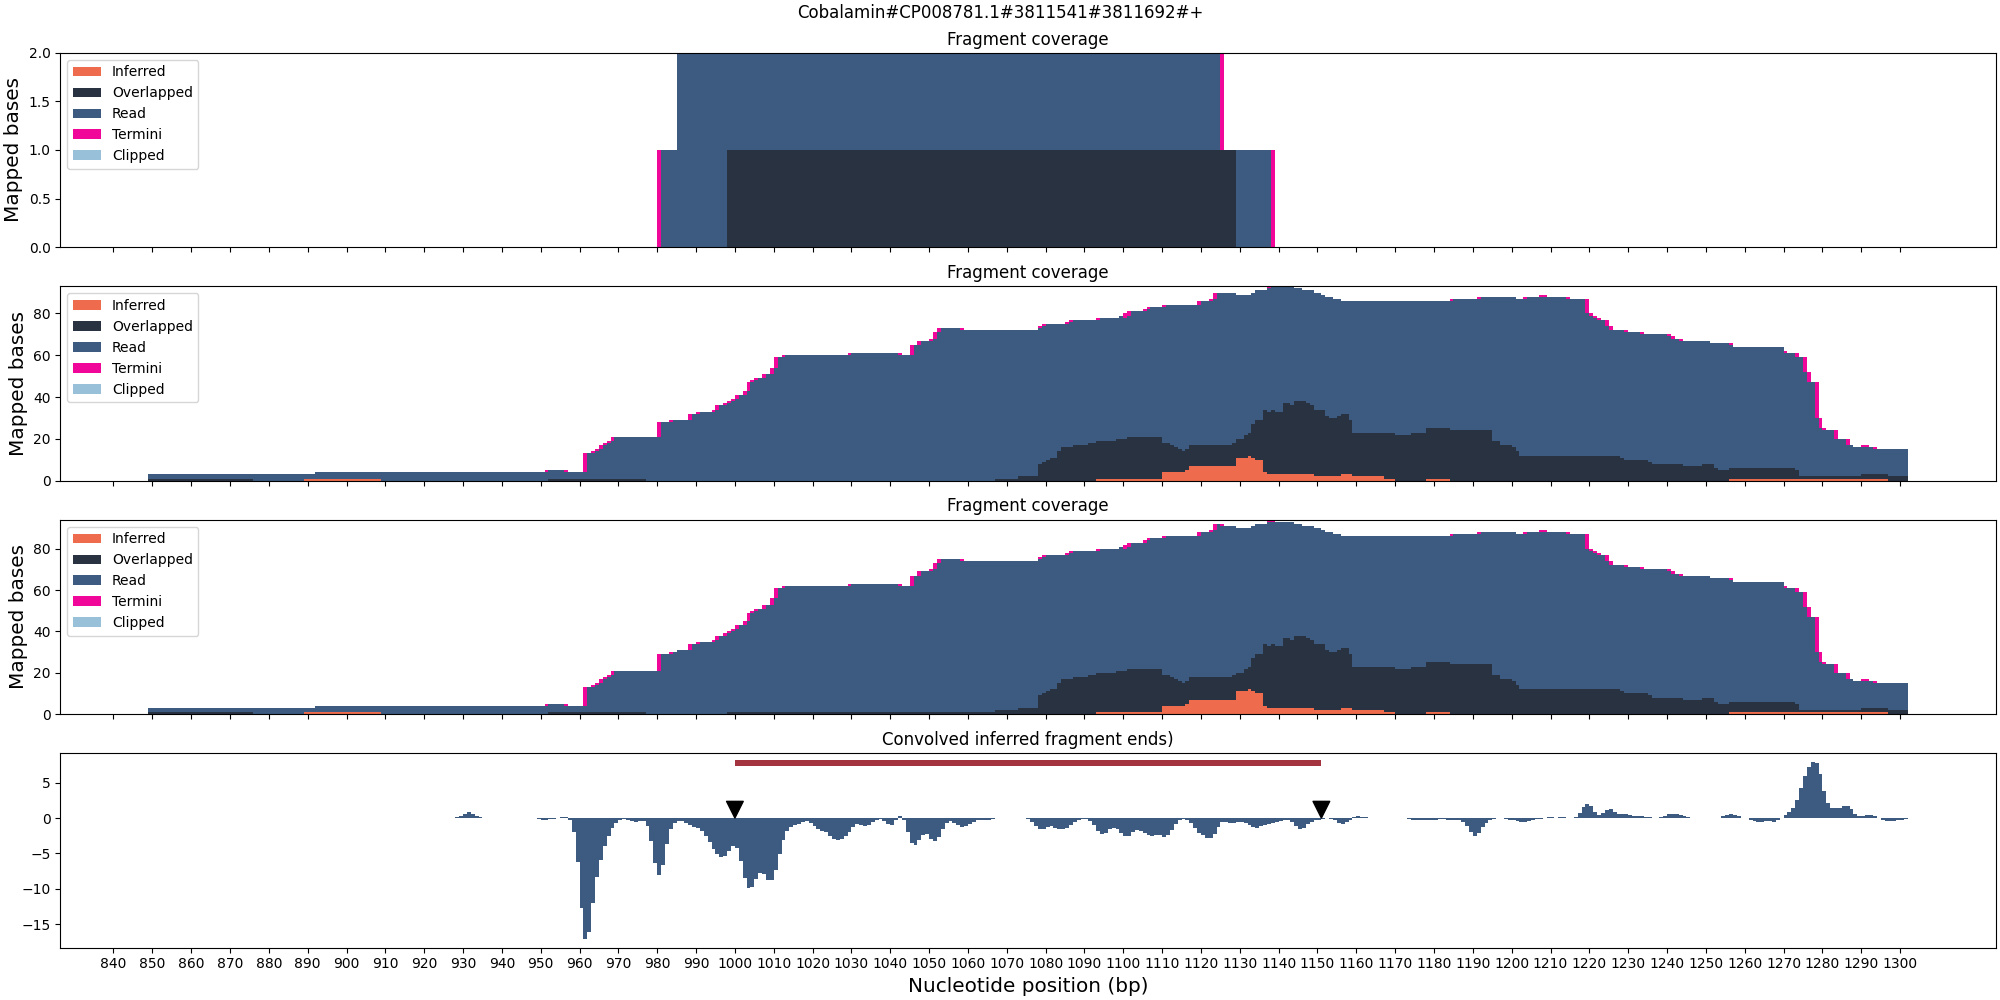 Cobalamin#CP008781.1#3811541#3811692#+
Fragment coverage
Mapped bases
2.0
1.5
1.0
0.5
0.0
Inferred
Overlapped
Read
Termini
Clipped
Fragment coverage
Mapped bases
80
60
40
20
0
Inferred
Overlapped
Read
Termini
Clipped
Fragment coverage
Mapped bases
80
60
40
20
0
Inferred
Overlapped
Read
Termini
Clipped
Convolved inferred fragment ends)
5
0
−5
−10
−15
840 850 860 870 880 890 900 910 920 930 940 950 960 970 980 990 1000 1010 1020 1030 1040 1050 1060 1070 1080 1090 1100 1110 1120 1130 1140 1150 1160 1170 1180 1190 1200 1210 1220 1230 1240 1250 1260 1270 1280 1290 1300
Nucleotide position (bp)